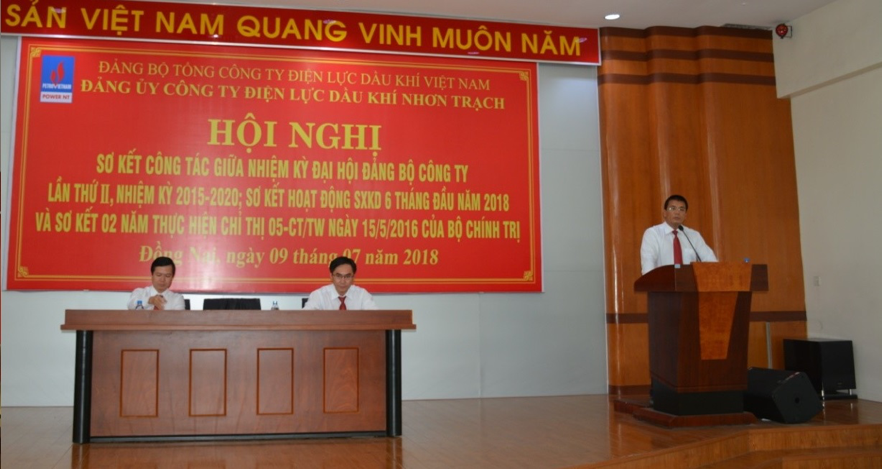 SẢN VIỆT NAM QUANG VINH MUÔN NĂM
PETROVIETNAM
POWER NT
ĐẢNG BỘ TỔNG CÔNG TY ĐIỆN LỰC DẦU KHÍ VIỆT NAM
ĐẢNG ỦY CÔNG TY ĐIỆN LỰC DẦU KHÍ NHƠN TRẠCH
HỘI NGHỊ
SƠ KẾT CÔNG TÁC GIỮA NHIỆM KỲ ĐẠI HỘI ĐẢNG BỘ CÔNG TY
LẦN THỨ II, NHIỆM KỲ 2015-2020; SƠ KẾT HOẠT ĐỘNG SXKD 6 THÁNG ĐẦU NĂM 2018
VÀ SƠ KẾT 02 NĂM THỰC HIỆN CHỈ THỊ 05-CT/TW NGÀY 15/5/2016 CỦA BỘ CHÍNH TRỊ
Đồng Nai, ngày 09 tháng 07 năm 2018